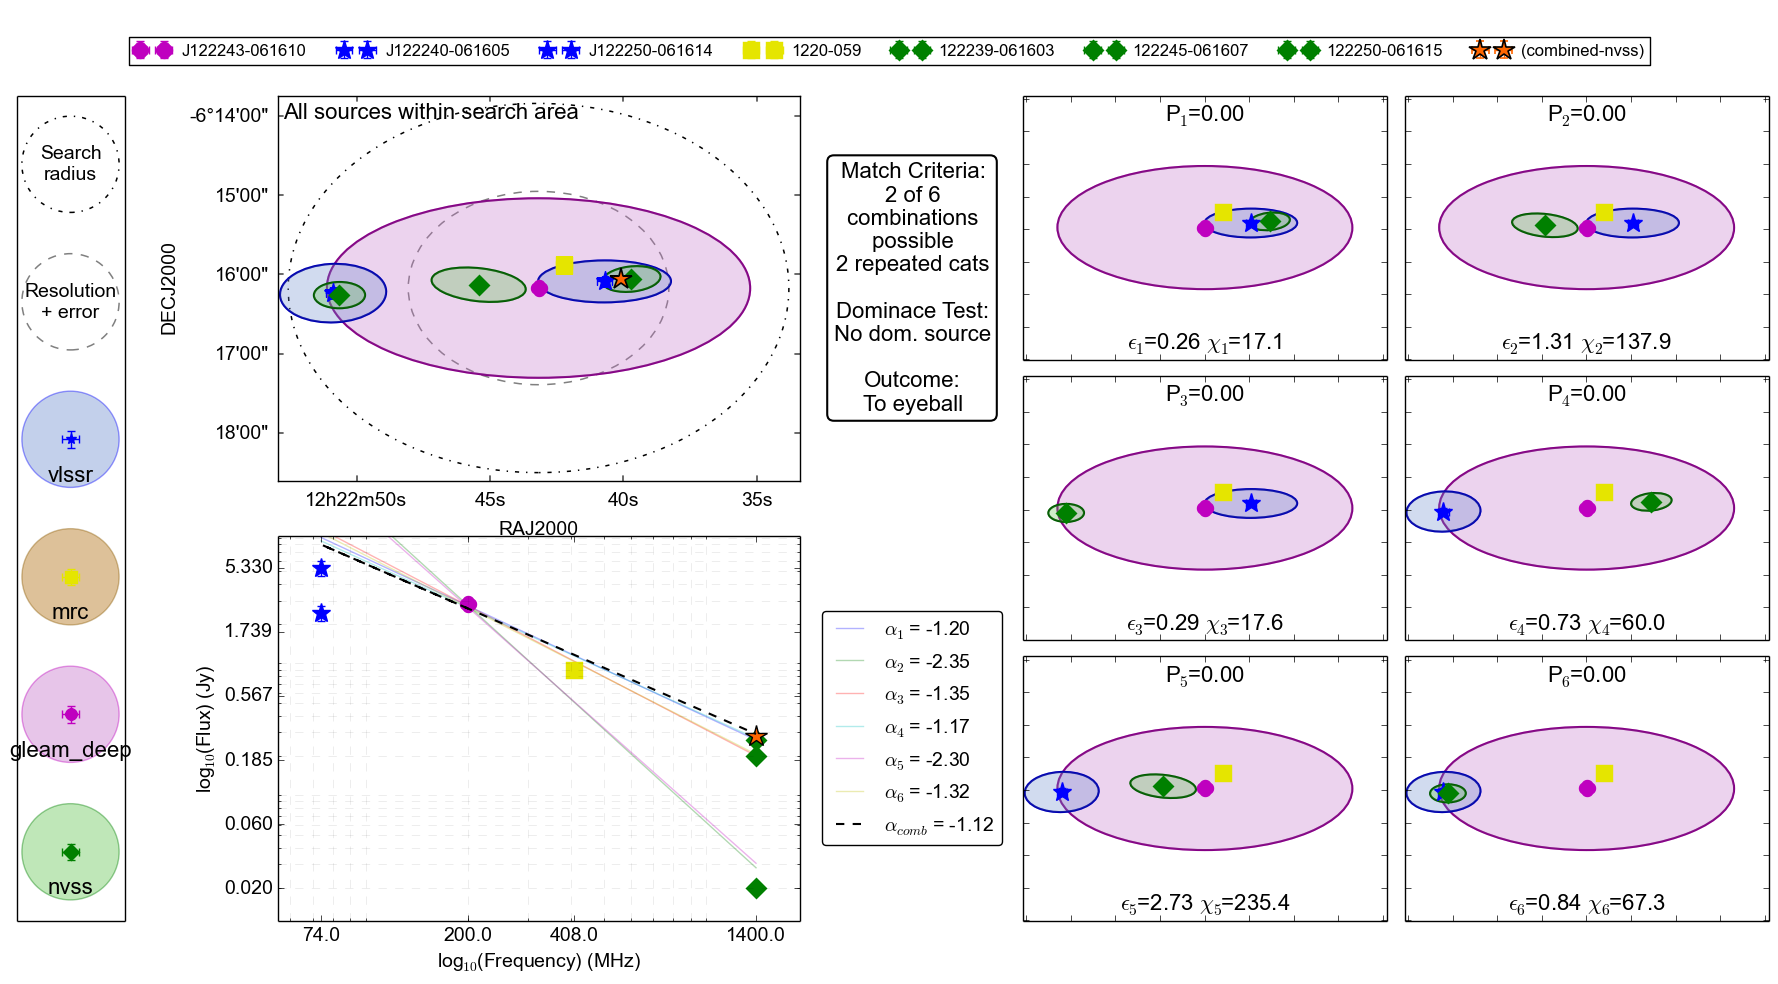 J122243-061610 J122240-061605 J122250-061614 1220-059 122239-061603 122245-061607 122250-061615 (combined-nvss)
Search
radius
Resolution
+ error
vlssr
mrc
gleam_deep
nvss
All sources within search area
-6°14'00"
15'00"
16'00"
17'00"
18'00"
DECJ2000
12h22m50s 45s 40s 35s
RAJ2000
Match Criteria:
2 of 6
combinations
possible
2 repeated cats
Dominace Test:
No dom. source
Outcome:
To eyeball
5.330
1.739
0.567
0.185
0.060
0.020
log₁₀(Flux) (Jy)
74.0 200.0 408.0 1400.0
log₁₀(Frequency) (MHz)
α₁ = -1.20
α₂ = -2.35
α₃ = -1.35
α₄ = -1.17
α₅ = -2.30
α₆ = -1.32
α_comb = -1.12
P₁=0.00
ϵ₁=0.26 χ₁=17.1
P₂=0.00
ϵ₂=1.31 χ₂=137.9
P₃=0.00
ϵ₃=0.29 χ₃=17.6
P₄=0.00
ϵ₄=0.73 χ₄=60.0
P₅=0.00
ϵ₅=2.73 χ₅=235.4
P₆=0.00
ϵ₆=0.84 χ₆=67.3